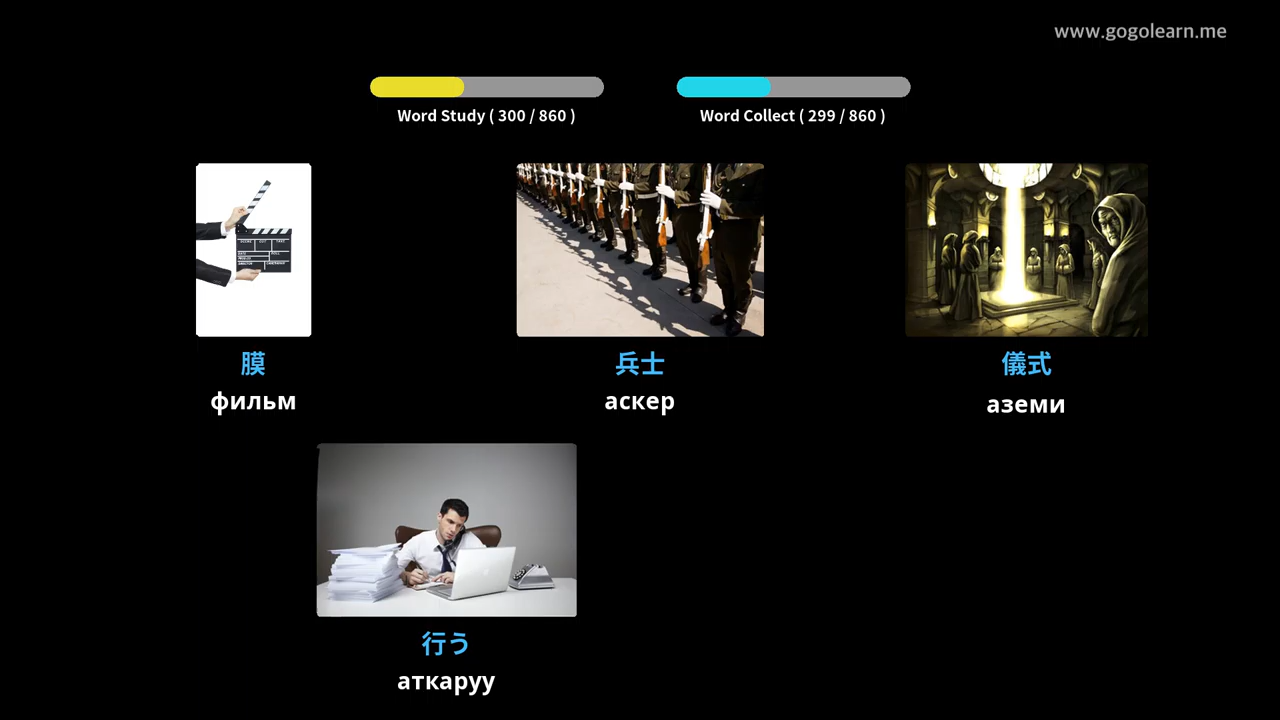 www.gogolearn.me
Word Study ( 300 / 860 )
Word Collect ( 299 / 860 )
膜
фильм
兵士
аскер
儀式
аземи
行う
аткаруу